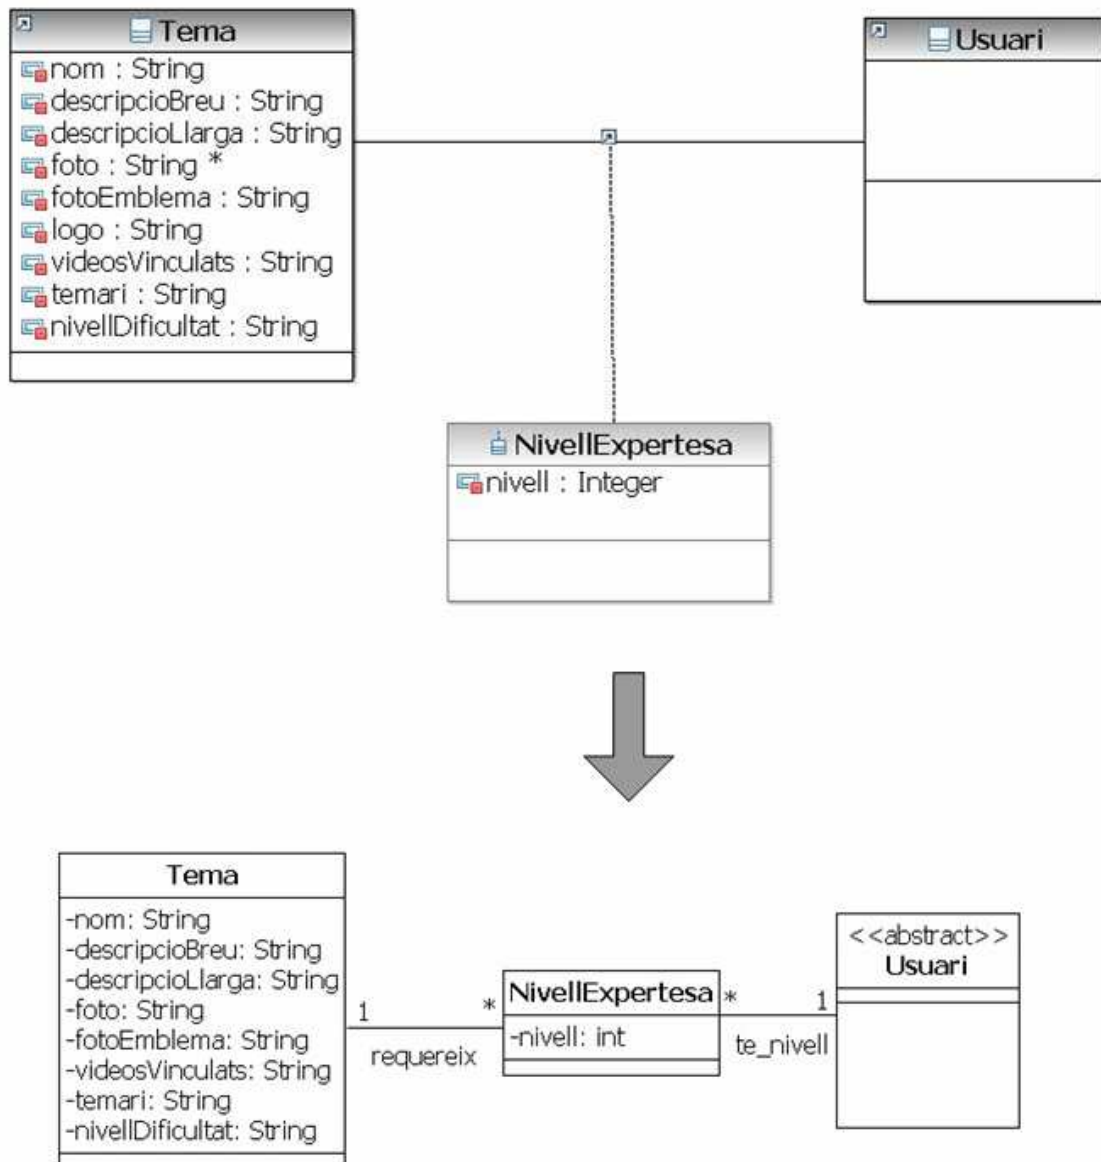 Tema
nom : String
descripcioBreu : String
descripcioLlarga : String
foto : String *
fotoEmblema : String
logo : String
videosVinculats : String
temari : String
nivellDificultat : String
Usuari
NivellExpertesa
nivell : Integer
Tema
-nom: String
-descripcioBreu: String
-descripcioLlarga: String
-foto: String
-fotoEmblema: String
-videosVinculats: String
-temari: String
-nivellDificultat: String
1
*
requereix
NivellExpertesa
-nivell: int
*
1
te_nivell
<<abstract>>
Usuari